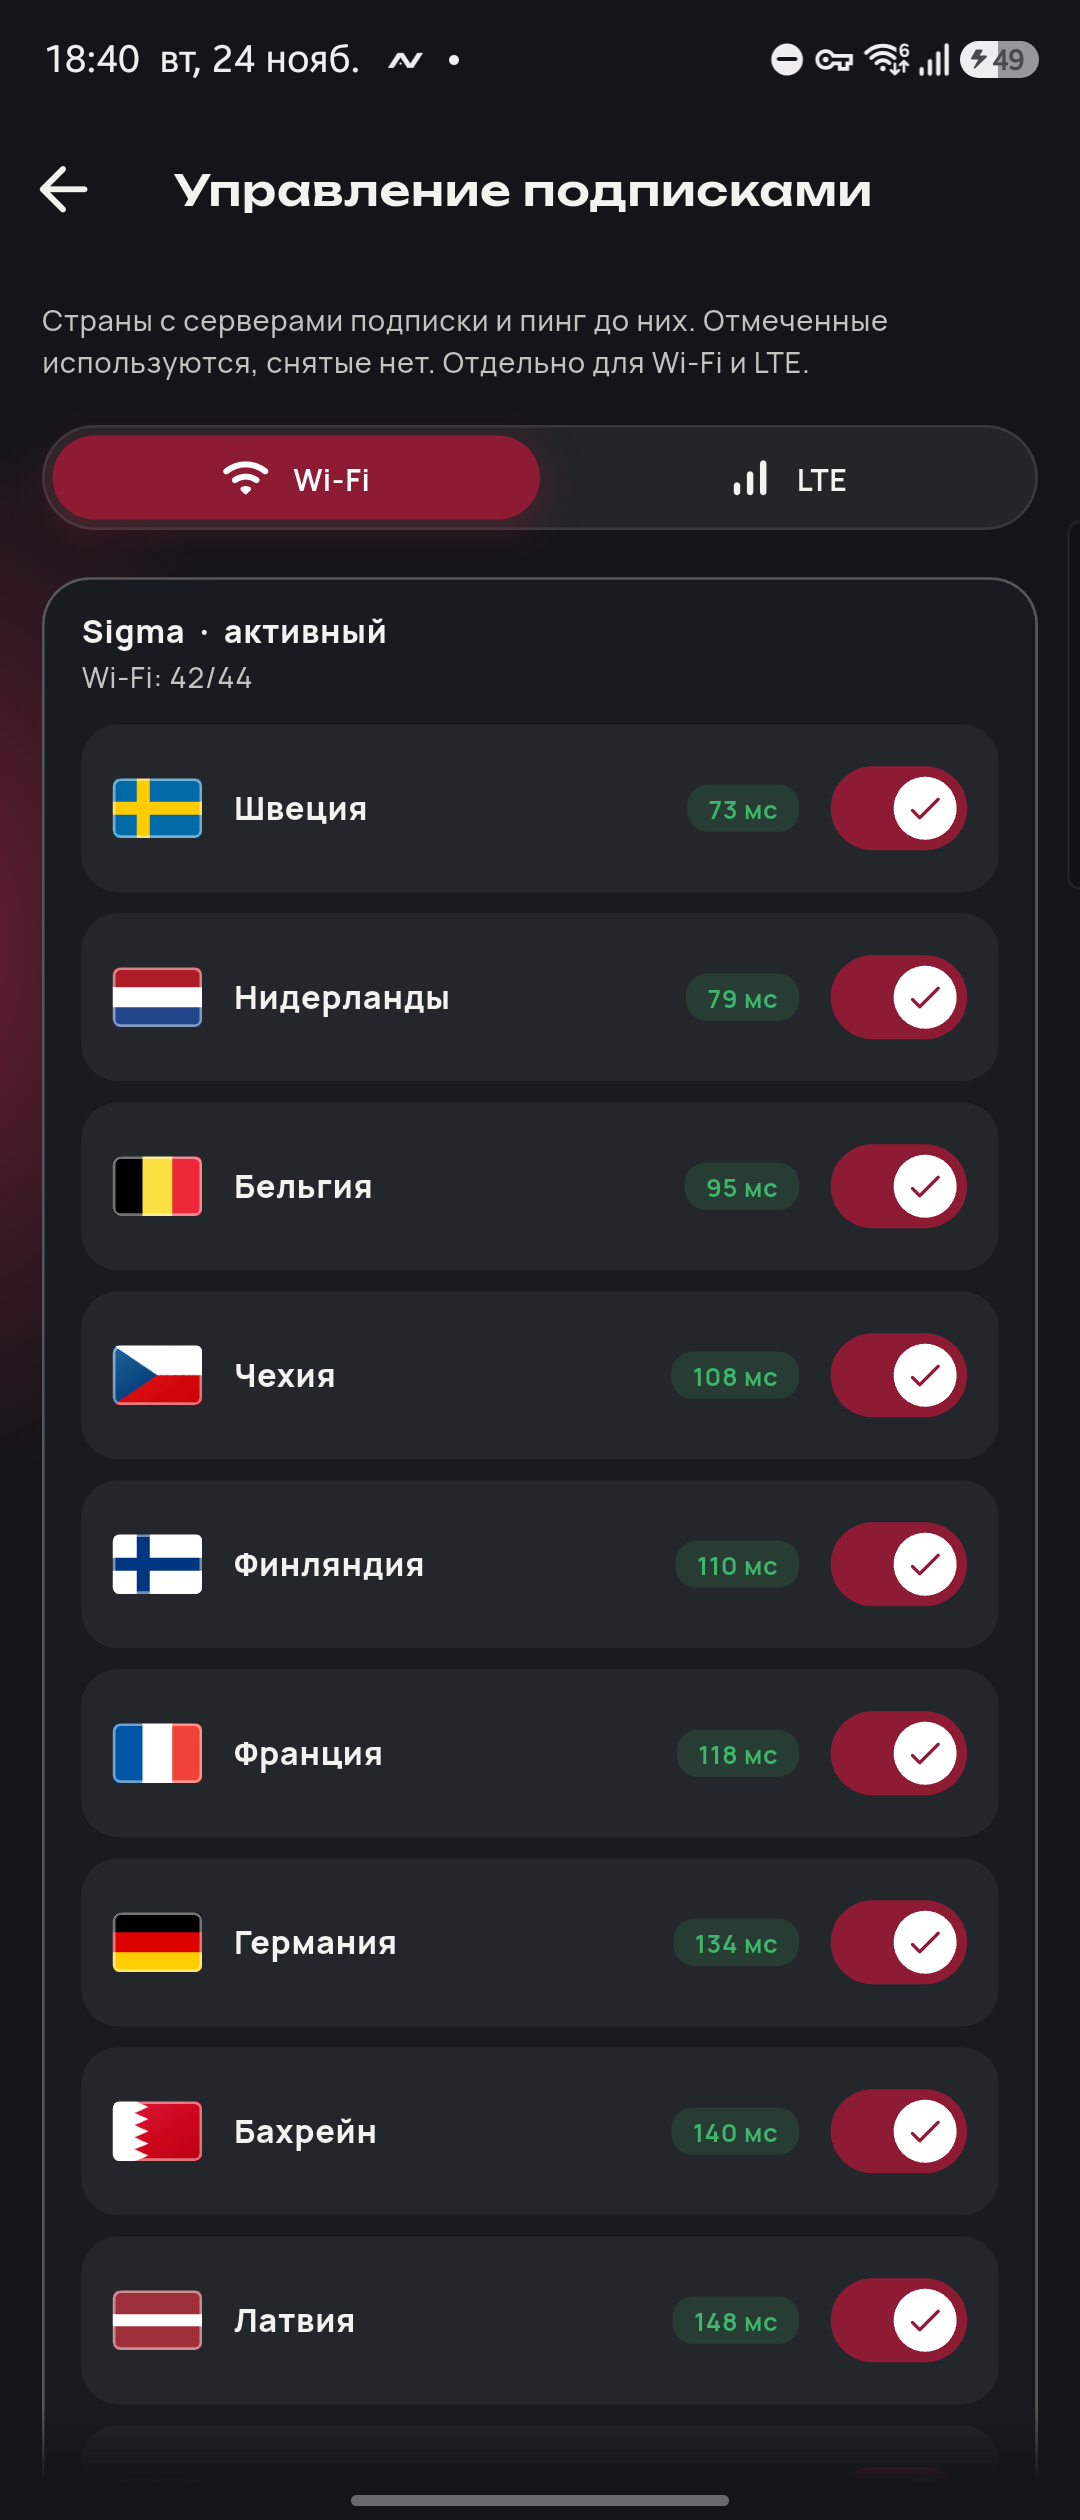 18:40 вт, 24 нояб.
6
49
Управление подписками
Страны с серверами подписки и пинг до них. Отмеченные
используются, снятые нет. Отдельно для Wi-Fi и LTE.
Wi-Fi
LTE
Sigma · активный
Wi-Fi: 42/44
Швеция 73 мс
Нидерланды 79 мс
Бельгия 95 мс
Чехия 108 мс
Финляндия 110 мс
Франция 118 мс
Германия 134 мс
Бахрейн 140 мс
Латвия 148 мс